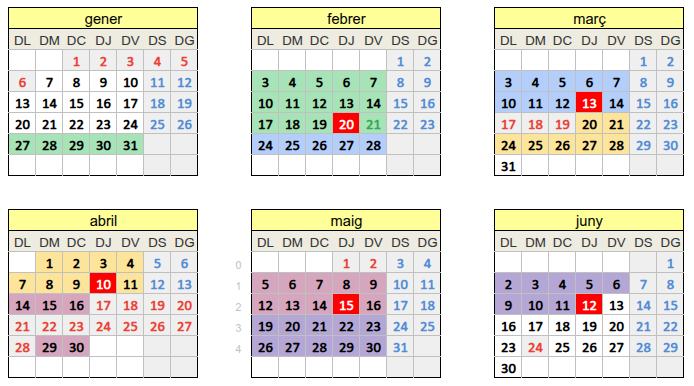 gener febrer març
DL DM DC DJ DV DS DG DL DM DC DJ DV DS DG DL DM DC DJ DV DS DG
1 2 3 4 5 1 2 1 2
6 7 8 9 10 11 12 3 4 5 6 7 8 9 3 4 5 6 7 8 9
13 14 15 16 17 18 19 10 11 12 13 14 15 16 10 11 12 13 14 15 16
20 21 22 23 24 25 26 17 18 19 20 21 22 23 17 18 19 20 21 22 23
27 28 29 30 31 24 25 26 27 28 24 25 26 27 28 29 30
31
abril maig juny
DL DM DC DJ DV DS DG DL DM DC DJ DV DS DG DL DM DC DJ DV DS DG
1 2 3 4 5 6 0 1 2 3 4 1
7 8 9 10 11 12 13 1 5 6 7 8 9 10 11 2 3 4 5 6 7 8
14 15 16 17 18 19 20 2 12 13 14 15 16 17 18 9 10 11 12 13 14 15
21 22 23 24 25 26 27 3 19 20 21 22 23 24 25 16 17 18 19 20 21 22
28 29 30 4 26 27 28 29 30 31 23 24 25 26 27 28 29
30